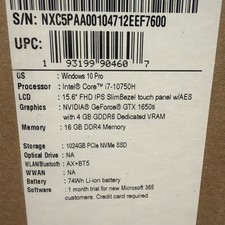 S/N: NXC5PAA00104712EEF7600
UPC:
1 93199 90460 7
OS : Windows 10 Pro
Processor : Intel® Core™ i7-10750H
LCD : 15.6" FHD IPS SlimBezel touch panel w/AES
Graphics : NVIDIA® GeForce® GTX 1650s
with 4 GB GDDR6 Dedicated VRAM
Memory : 16 GB DDR4 Memory
Storage : 1024GB PCIe NVMe SSD
Optical Drive : NA
WLAN/BT : AX+BT5
WWAN : NA
Battery : 74Wh Li-ion battery
Software : 1 month trial for new Microsoft 365
customers. Credit card required.